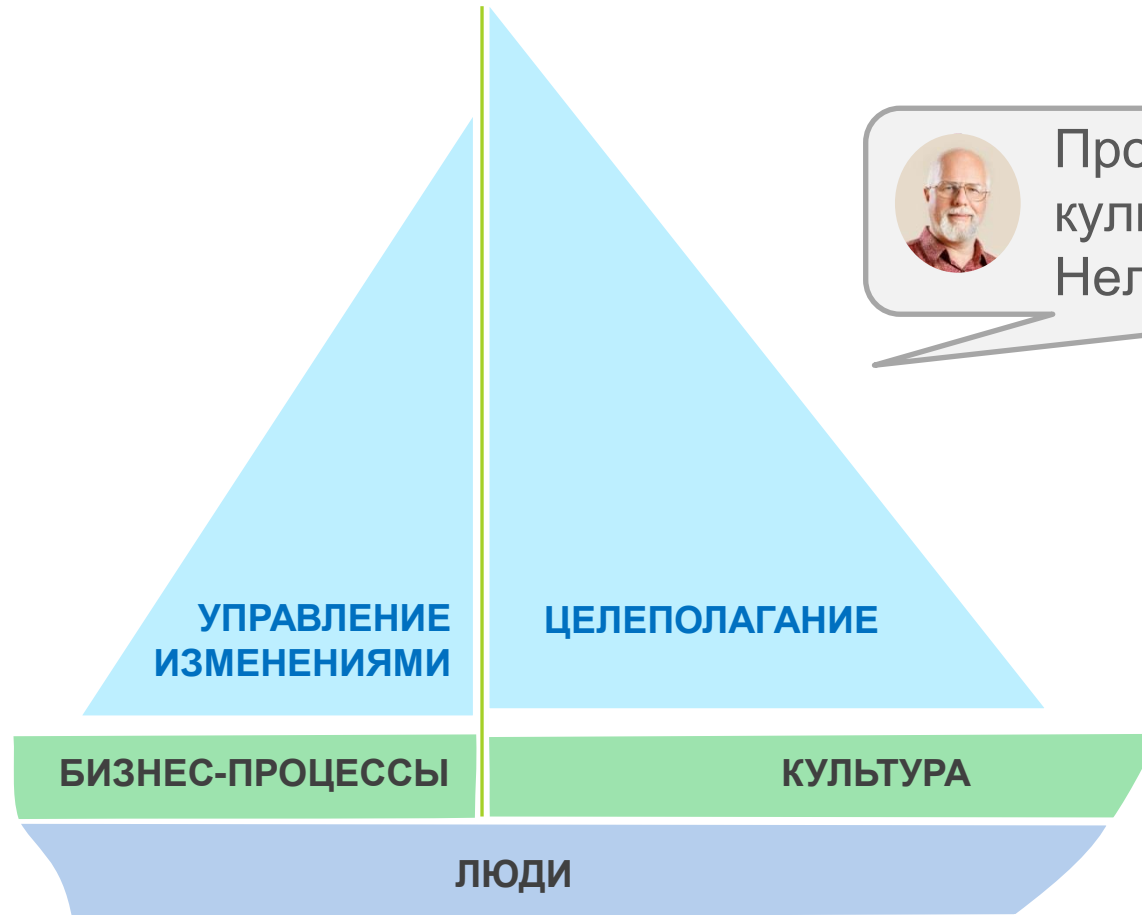 Про
кул
Нел
УПРАВЛЕНИЕ
ИЗМЕНЕНИЯМИ
ЦЕЛЕПОЛАГАНИЕ
БИЗНЕС-ПРОЦЕССЫ
КУЛЬТУРА
ЛЮДИ